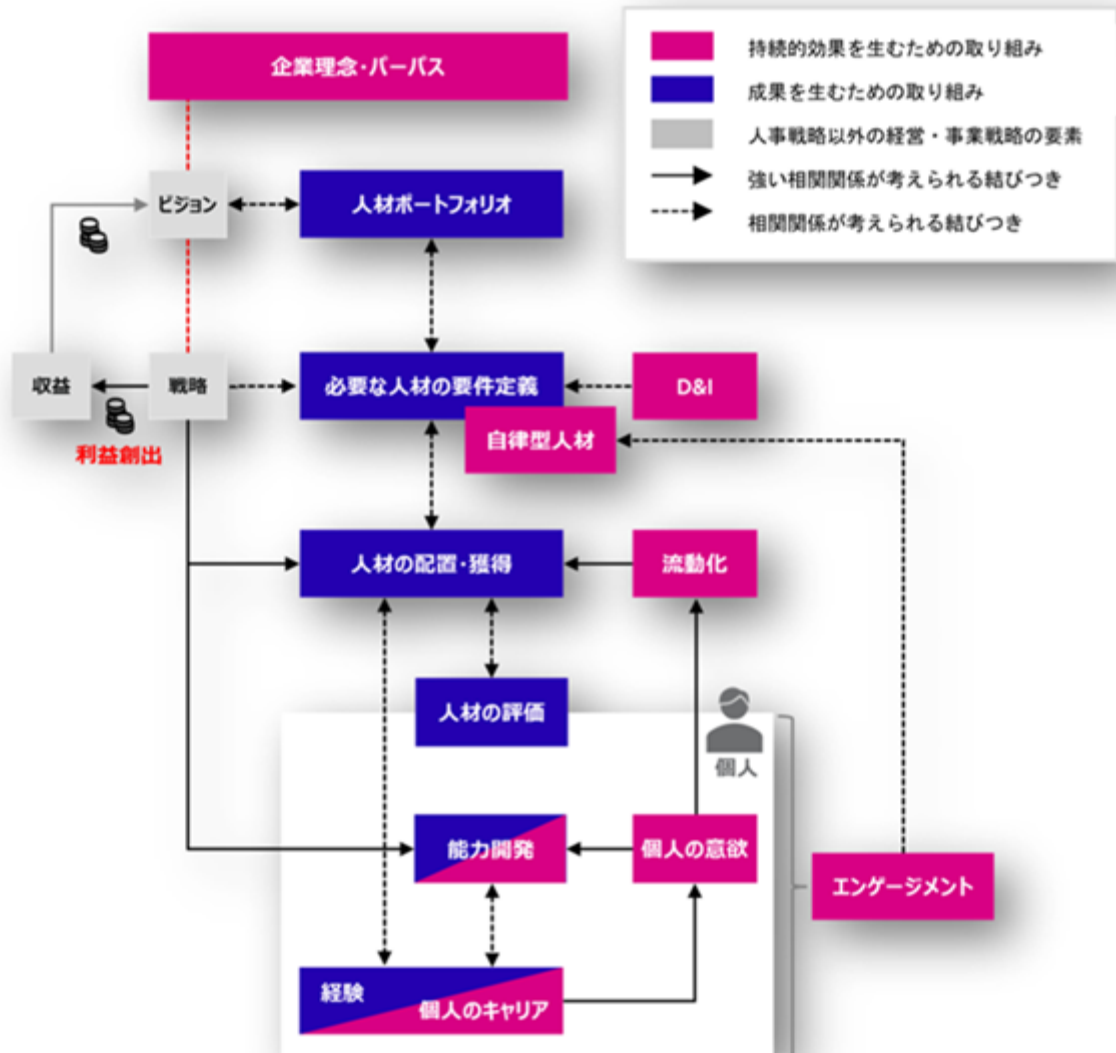 企業理念・パーパス
持続的効果を生むための取り組み
成果を生むための取り組み
人事戦略以外の経営・事業戦略の要素
強い相関関係が考えられる結びつき
相関関係が考えられる結びつき
ビジョン
人材ポートフォリオ
収益
戦略
必要な人材の要件定義
D&I
自律型人材
利益創出
人材の配置・獲得
流動化
人材の評価
個人
能力開発
個人の意欲
エンゲージメント
経験
個人のキャリア